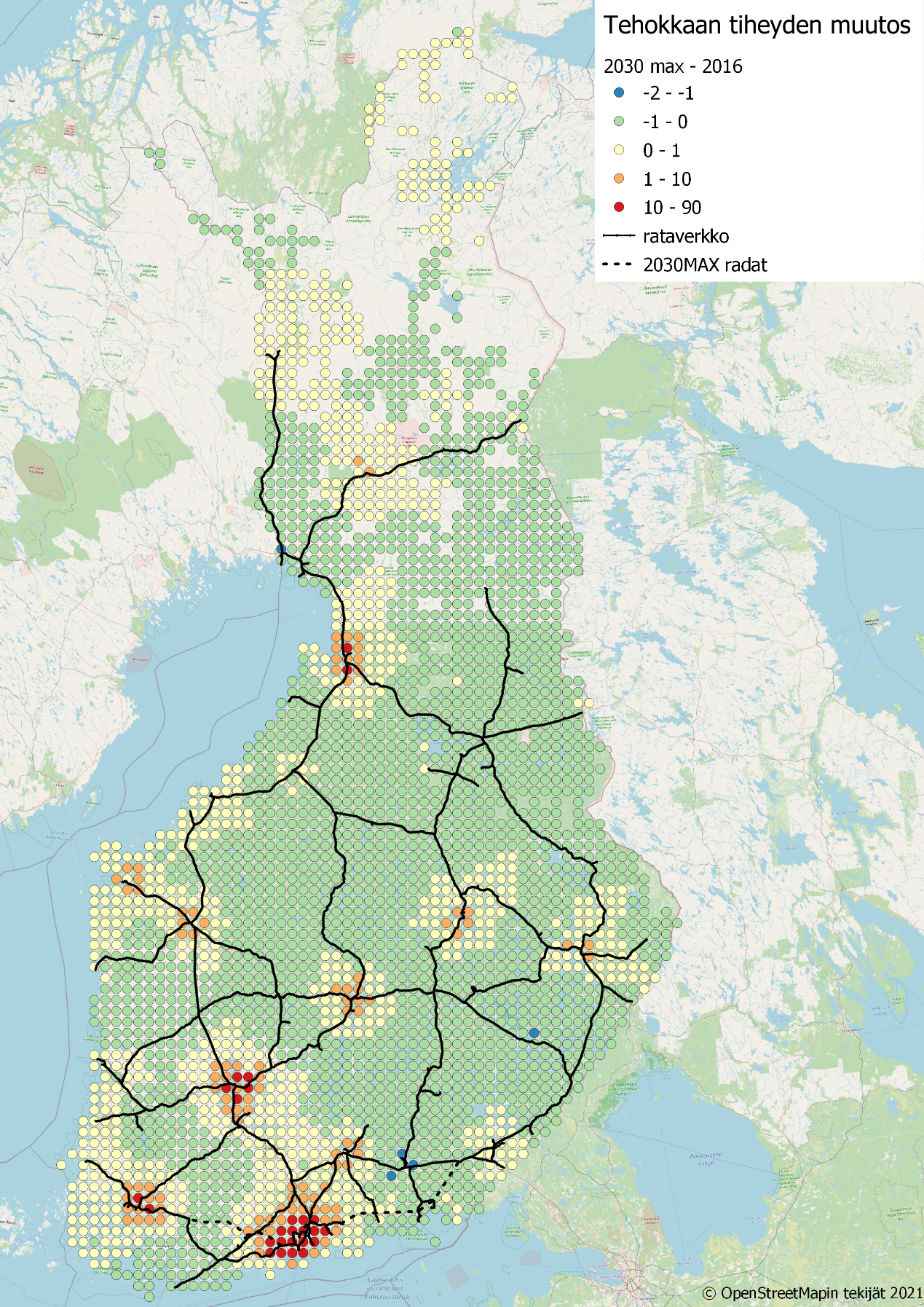 Tehokkaan tiheyden muutos
2030 max - 2016
-2 - -1
-1 - 0
0 - 1
1 - 10
10 - 90
rataverkko
2030MAX radat
© OpenStreetMapin tekijät 2021